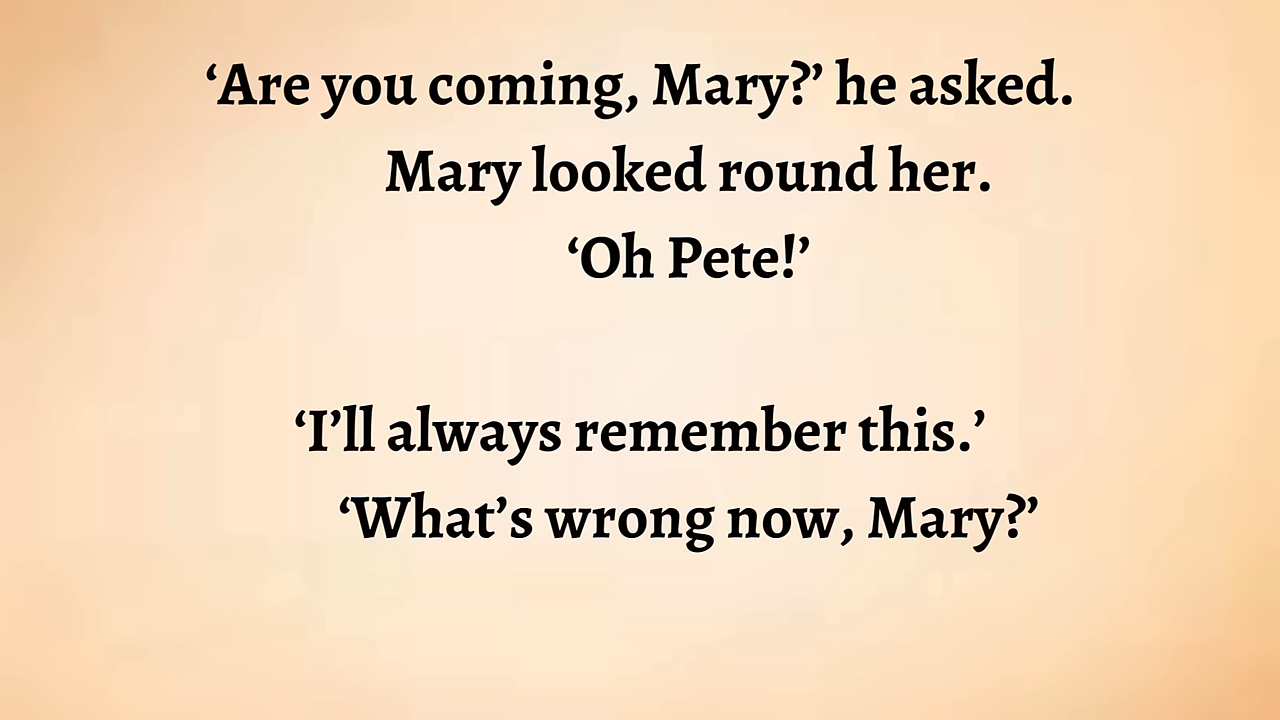 ‘Are you coming, Mary?’ he asked.
Mary looked round her.
‘Oh Pete!’
‘I’ll always remember this.’
‘What’s wrong now, Mary?’